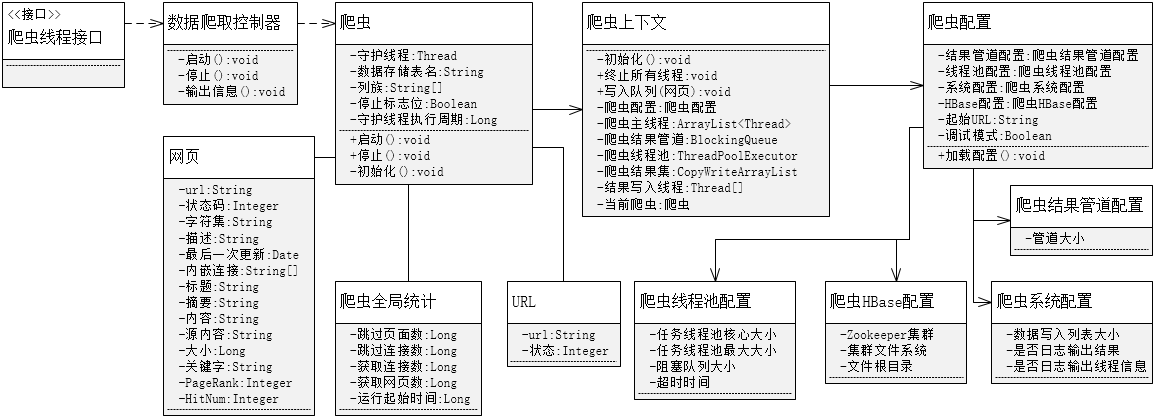 <<接口>>
爬虫线程接口
数据爬取控制器
-启动():void
-停止():void
-输出信息():void
爬虫
-守护线程:Thread
-数据存储表名:String
-列族:String[]
-停止标志位:Boolean
-守护线程执行周期:Long
+启动():void
+停止():void
-初始化():void
爬虫上下文
-初始化():void
+终止所有线程:void
+写入队列(网页):void
-爬虫配置:爬虫配置
-爬虫主线程:ArrayList<Thread>
-爬虫结果管道:BlockingQueue
-爬虫线程池:ThreadPoolExecutor
-爬虫结果集:CopyWriteArrayList
-结果写入线程:Thread[]
-当前爬虫:爬虫
爬虫配置
-结果管道配置:爬虫结果管道配置
-线程池配置:爬虫线程池配置
-系统配置:爬虫系统配置
-HBase配置:爬虫HBase配置
-起始URL:String
-调试模式:Boolean
+加载配置():void
网页
-url:String
-状态码:Integer
-字符集:String
-描述:String
-最后一次更新:Date
-内嵌连接:String[]
-标题:String
-摘要:String
-内容:String
-源内容:String
-大小:Long
-关键字:String
-PageRank:Integer
-HitNum:Integer
爬虫全局统计
-跳过页面数:Long
-跳过连接数:Long
-获取连接数:Long
-获取网页数:Long
-运行起始时间:Long
URL
-url:String
-状态:Integer
爬虫线程池配置
-任务线程池核心大小
-任务线程池最大大小
-阻塞队列大小
-超时时间
爬虫HBase配置
-Zookeeper集群
-集群文件系统
-文件根目录
爬虫结果管道配置
-管道大小
爬虫系统配置
-数据写入列表大小
-是否日志输出结果
-是否日志输出线程信息